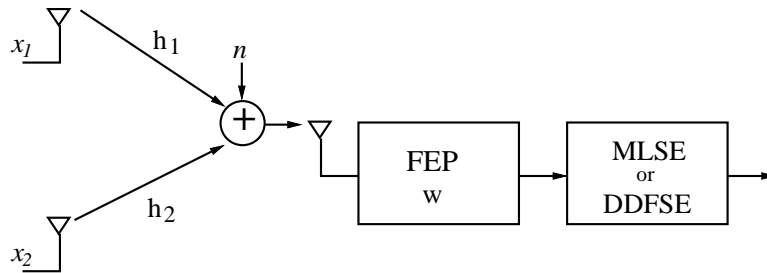 x1
h1
n
+
FEP
w
MLSE
or
DDFSE
h2
x2